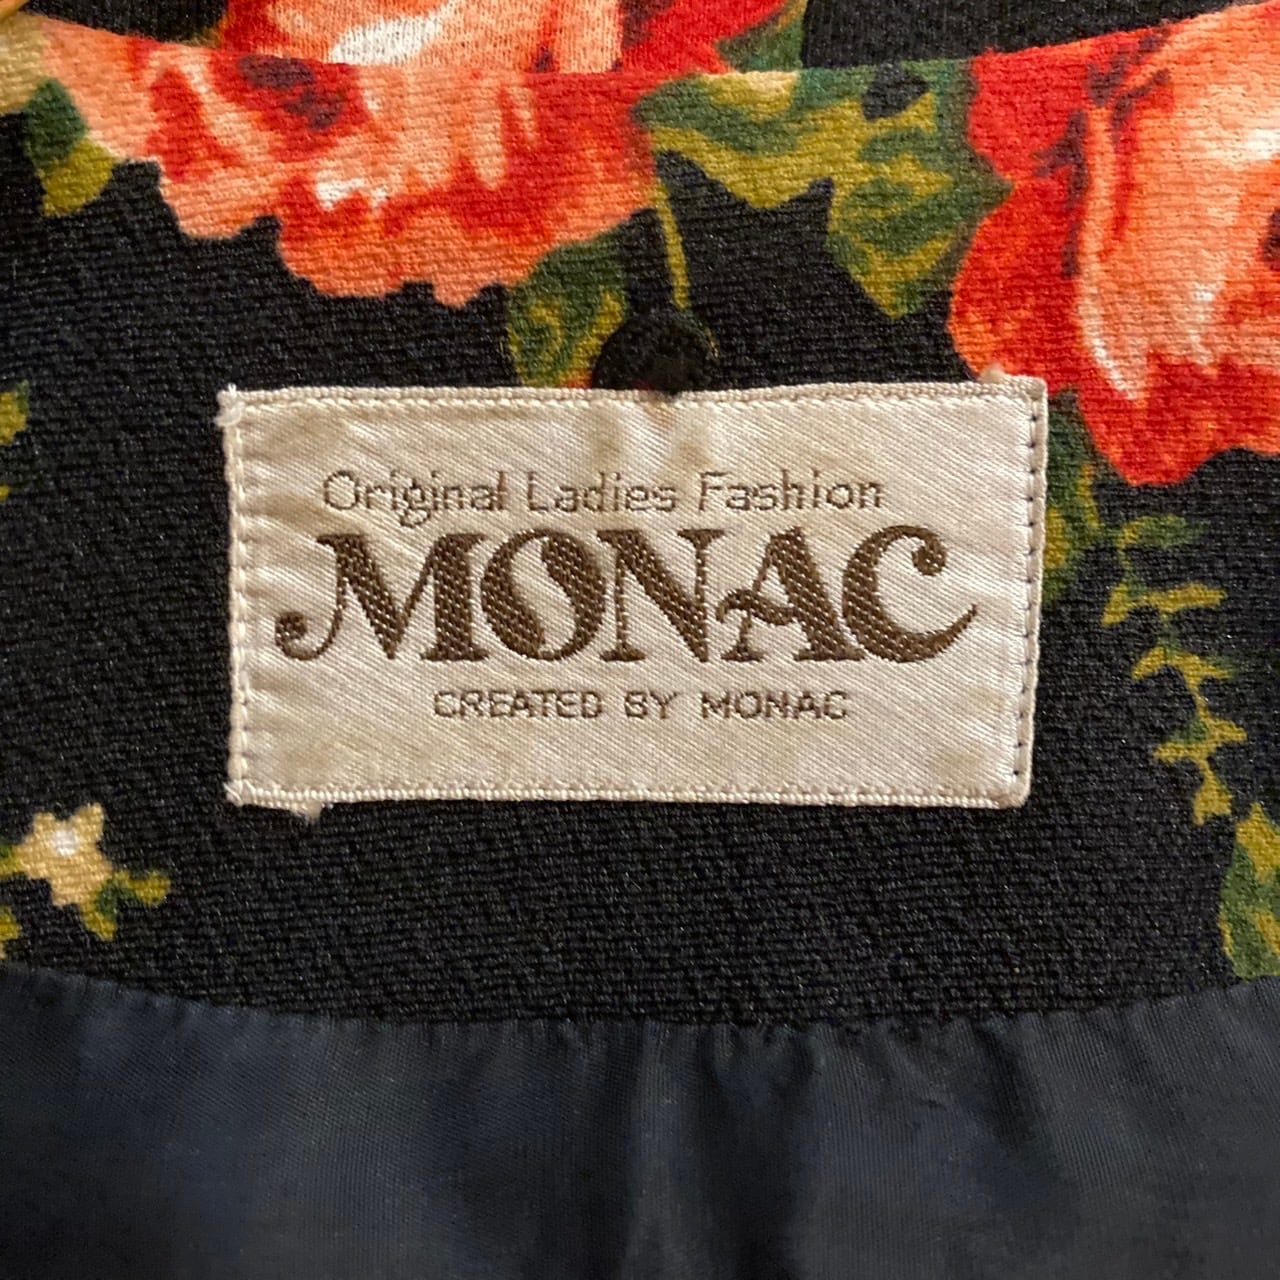 Original Ladies Fashion
MONAC
CREATED BY MONAC